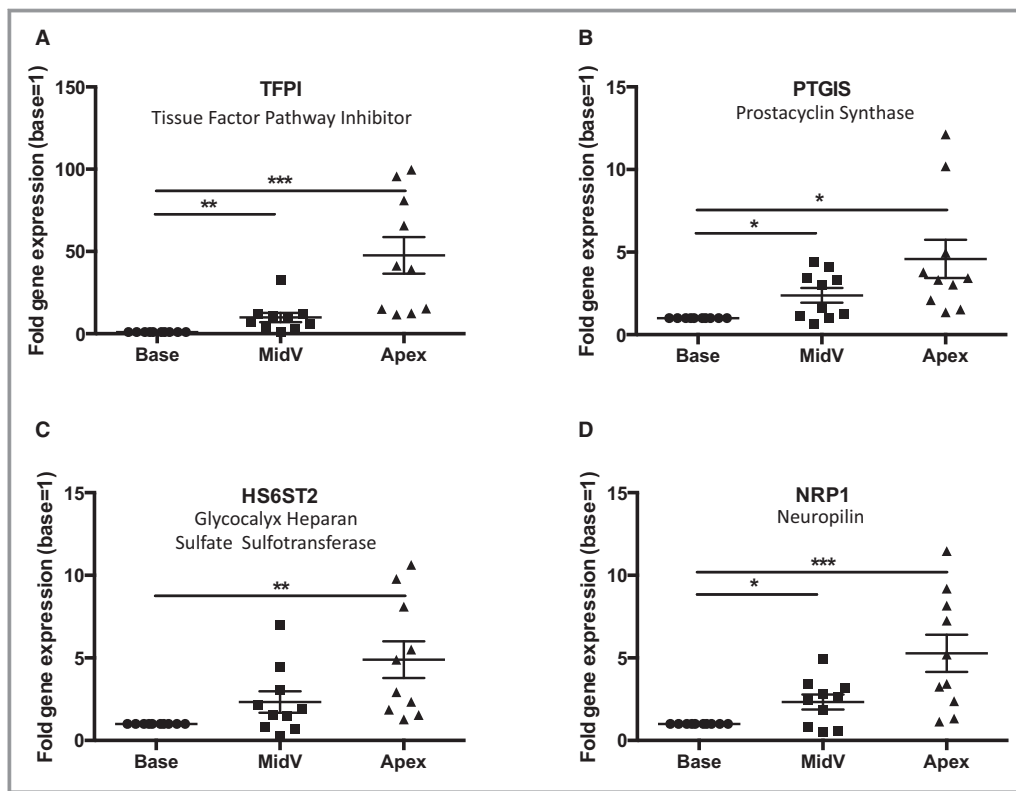 A
TFPI
Tissue Factor Pathway Inhibitor
Fold gene expression (base=1)
150
100
50
0
***
**
Base MidV Apex
B
PTGIS
Prostacyclin Synthase
Fold gene expression (base=1)
15
10
5
0
*
*
Base MidV Apex
C
HS6ST2
Glycocalyx Heparan
Sulfate Sulfotransferase
Fold gene expression (base=1)
15
10
5
0
**
Base MidV Apex
D
NRP1
Neuropilin
Fold gene expression (base=1)
15
10
5
0
***
*
Base MidV Apex